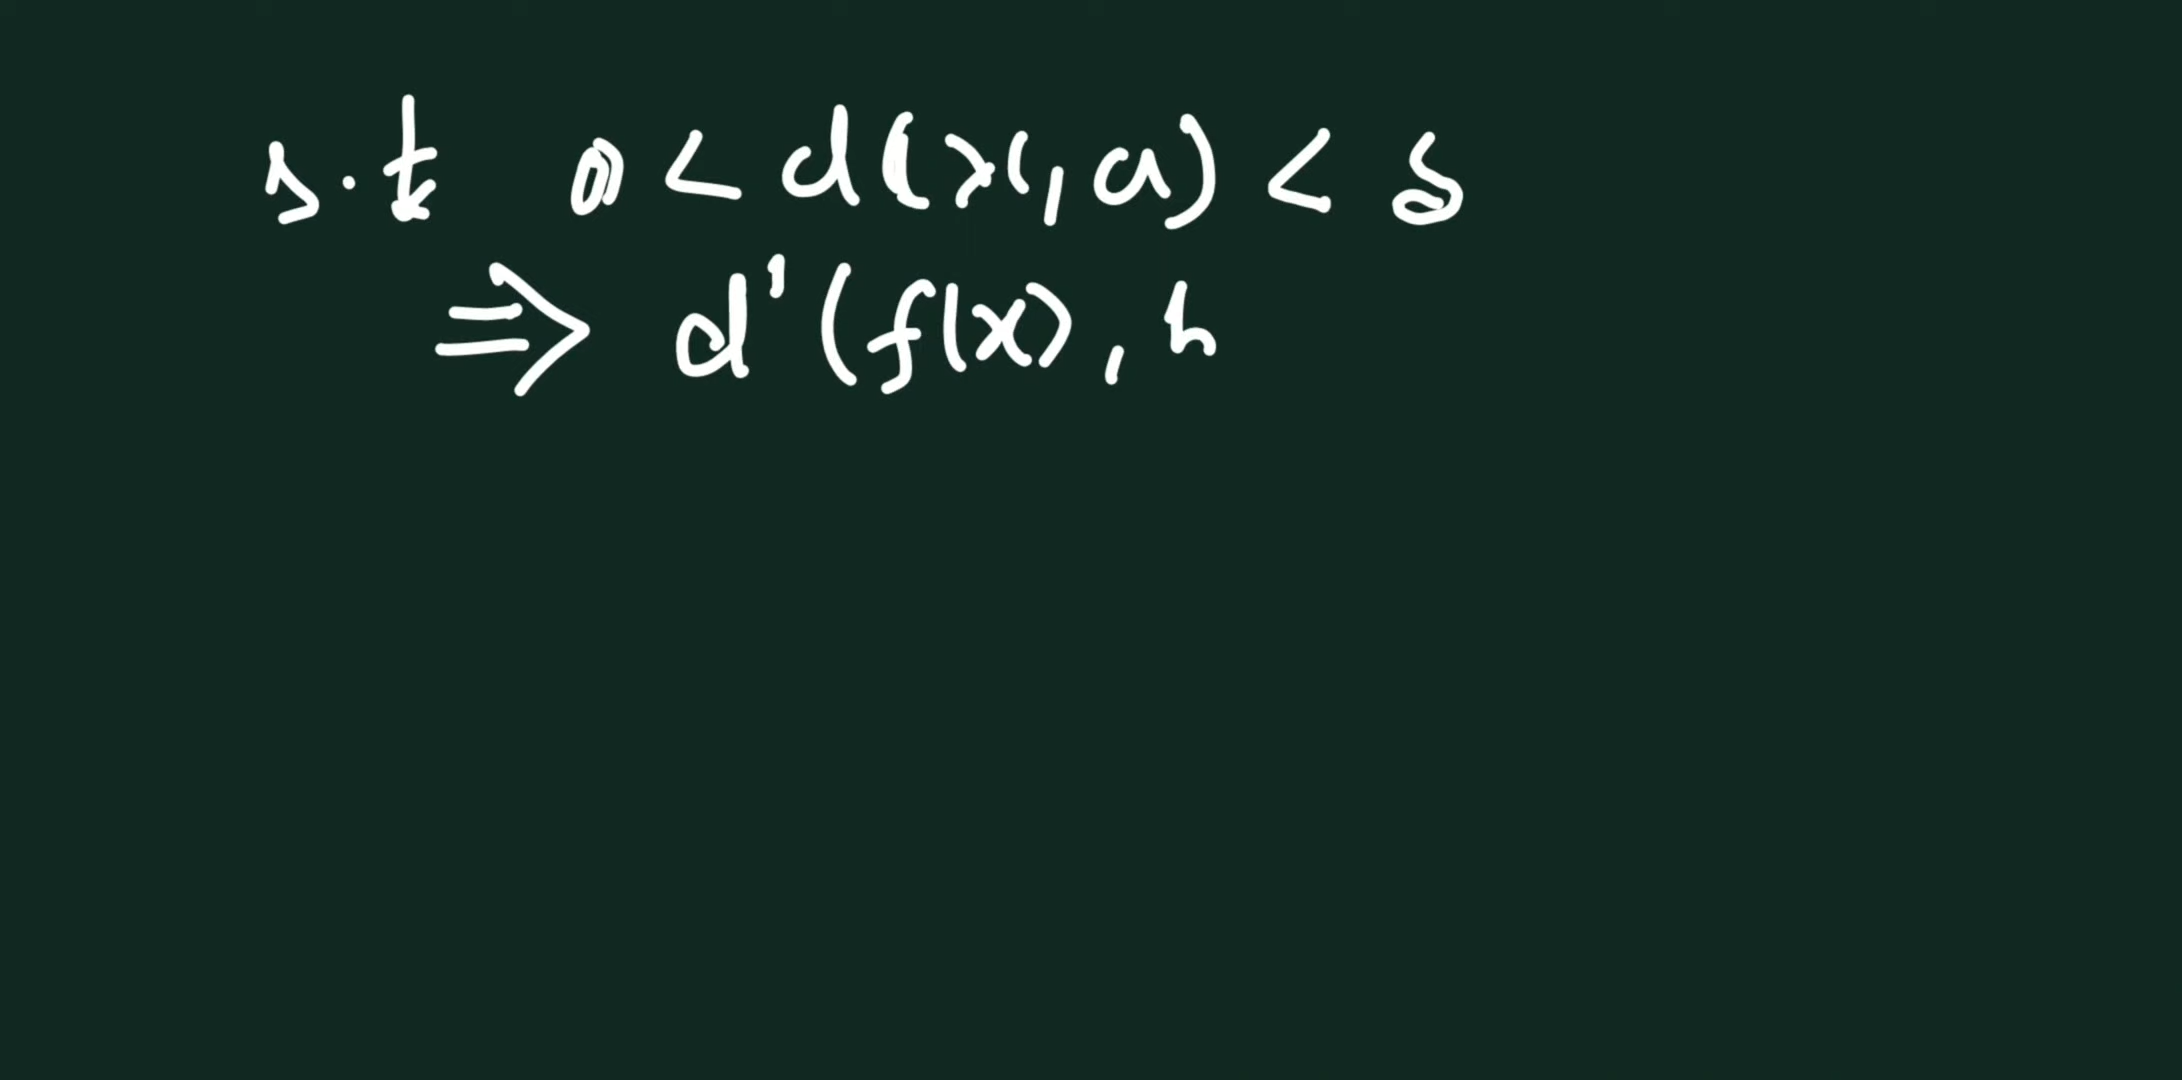 s.t 0 < d(x, a) < δ
⇒ d'(f(x), b